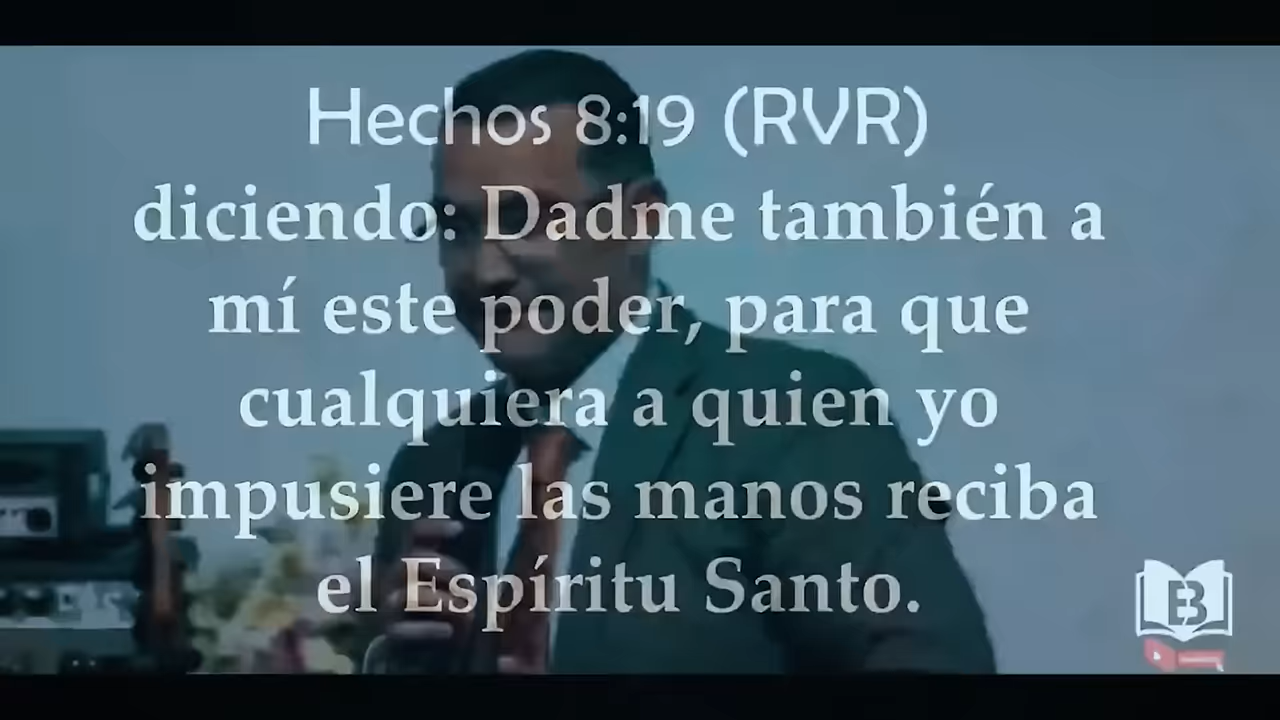 Hechos 8:19 (RVR)
diciendo: Dadme también a
mí este poder, para que
cualquiera a quien yo
impusiere las manos reciba
el Espíritu Santo.
EB